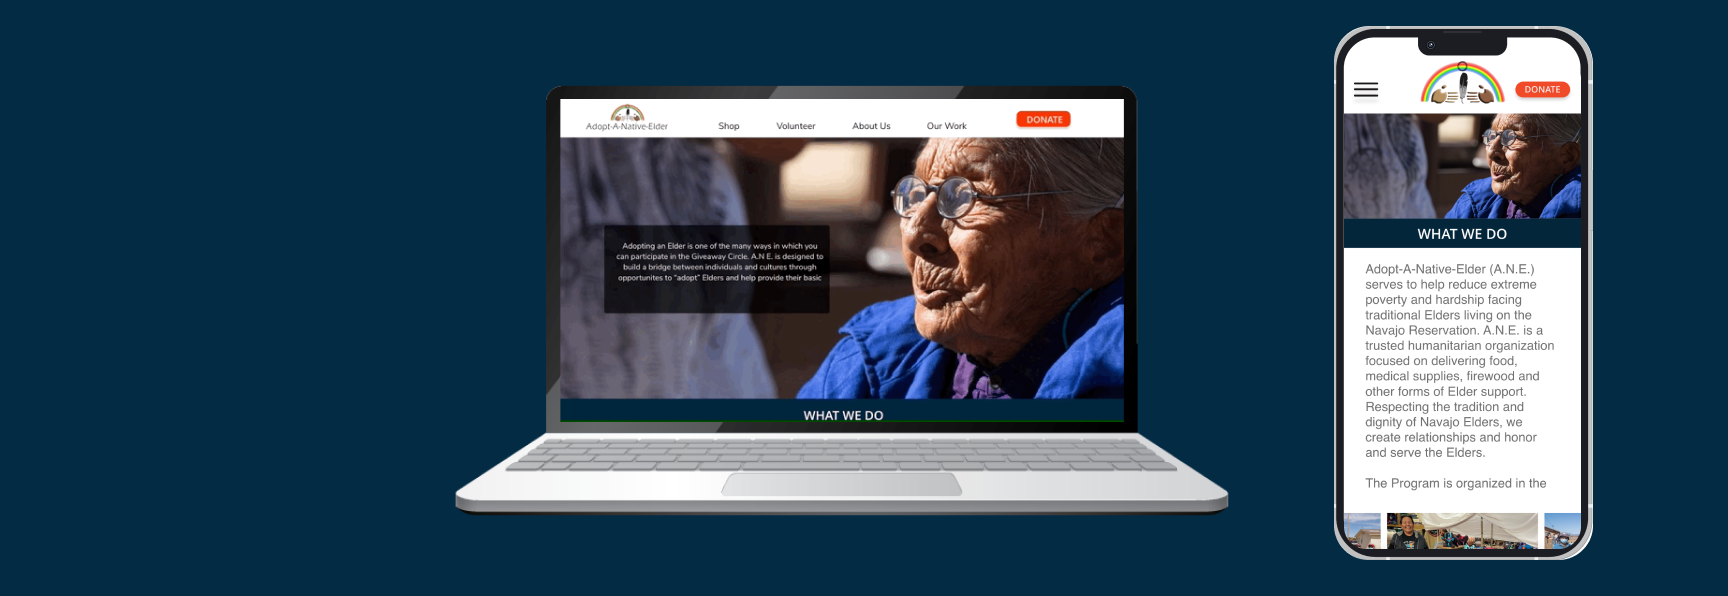 Adopt-A-Native-Elder
Shop
Volunteer
About Us
Our Work
DONATE
Adopting an Elder is one of the many ways in which you
can participate in the Giveaway Circle. A.N E. is designed to
build a bridge between individuals and cultures through
opportunites to "adopt" Elders and help provide their basic
WHAT WE DO
DONATE
WHAT WE DO
Adopt-A-Native-Elder (A.N.E.)
serves to help reduce extreme
poverty and hardship facing
traditional Elders living on the
Navajo Reservation. A.N.E. is a
trusted humanitarian organization
focused on delivering food,
medical supplies, firewood and
other forms of Elder support.
Respecting the tradition and
dignity of Navajo Elders, we
create relationships and honor
and serve the Elders.
The Program is organized in the